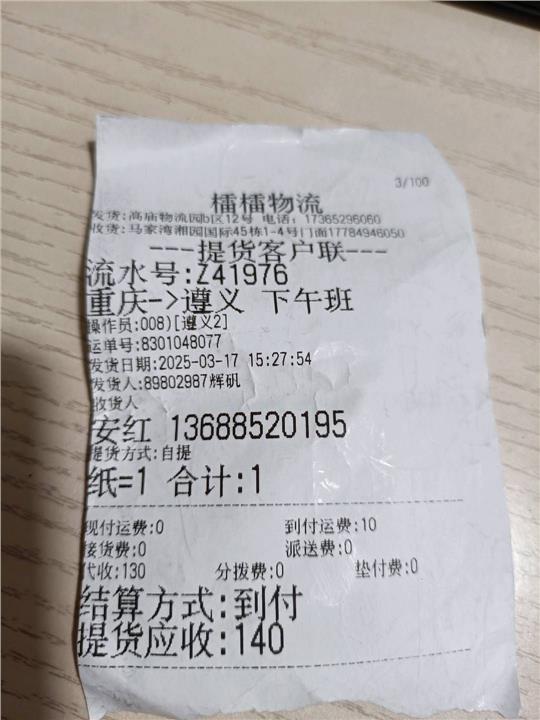 3/100
檑檑物流
发货:高庙物流园b区12号 电话:17365296060
收货:马家湾湘园国际45栋1-4号门面17784946050
---提货客户联---
流水号:Z41976
重庆->遵义 下午班
操作员:008)[遵义2]
运单号:8301048077
发货日期:2025-03-17 15:27:54
发货人:89802987辉矾
收货人
安红 13688520195
提货方式:自提
纸=1 合计:1
现付运费:0 到付运费:10
接货费:0 派送费:0
代收:130 分拨费:0 垫付费:0
结算方式:到付
提货应收:140